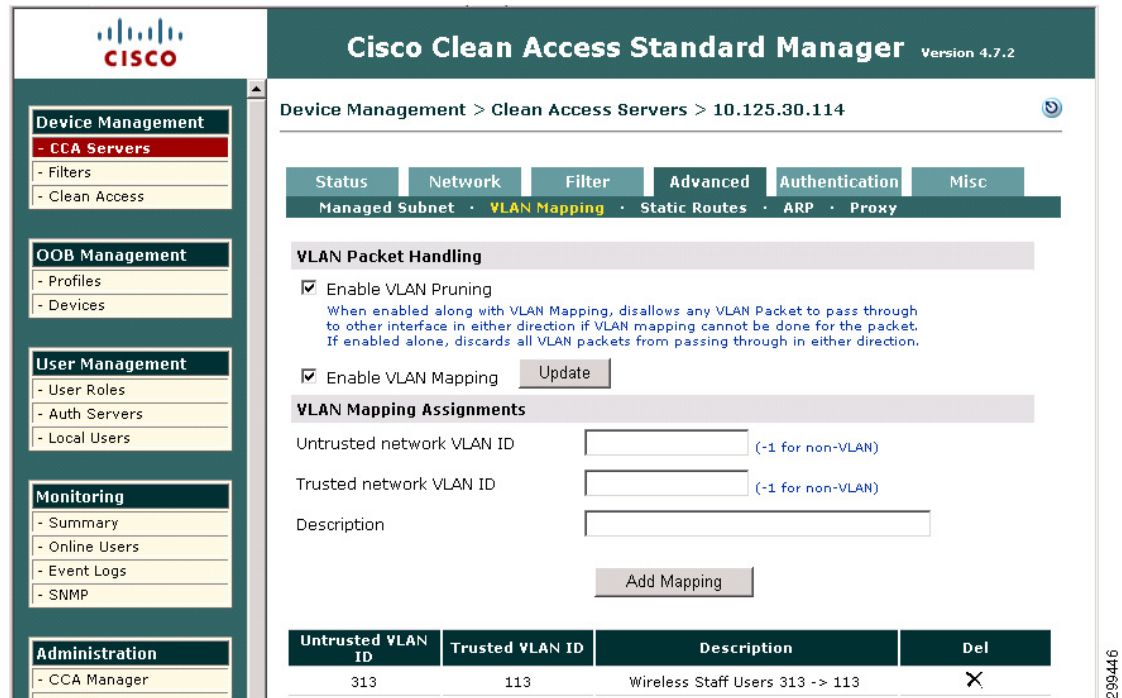 CISCO
Cisco Clean Access Standard Manager Version 4.7.2
Device Management
- CCA Servers
- Filters
- Clean Access
OOB Management
- Profiles
- Devices
User Management
- User Roles
- Auth Servers
- Local Users
Monitoring
- Summary
- Online Users
- Event Logs
- SNMP
Administration
- CCA Manager
Device Management > Clean Access Servers > 10.125.30.114
Status Network Filter Advanced Authentication Misc
Managed Subnet · VLAN Mapping · Static Routes · ARP · Proxy
VLAN Packet Handling
Enable VLAN Pruning
When enabled along with VLAN Mapping, disallows any VLAN Packet to pass through
to other interface in either direction if VLAN mapping cannot be done for the packet.
If enabled alone, discards all VLAN packets from passing through in either direction.
Enable VLAN Mapping Update
VLAN Mapping Assignments
Untrusted network VLAN ID (-1 for non-VLAN)
Trusted network VLAN ID (-1 for non-VLAN)
Description
Add Mapping
Untrusted VLAN ID Trusted VLAN ID Description Del
313 113 Wireless Staff Users 313 -> 113
299446